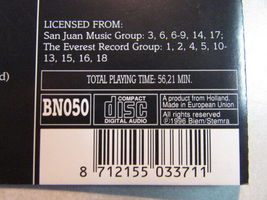 LICENSED FROM:
San Juan Music Group: 3, 6, 6-9, 14, 17;
The Everest Record Group: 1, 2, 4, 5, 10-
13, 15, 16, 18
d)
TOTAL PLAYING TIME: 56,21 MIN.
BN050
COMPACT
disc
DIGITAL AUDIO
A product from Holland.
Made in European Union
All rights reserved
℗1996 Biem/Stemra.
8 712155 033711